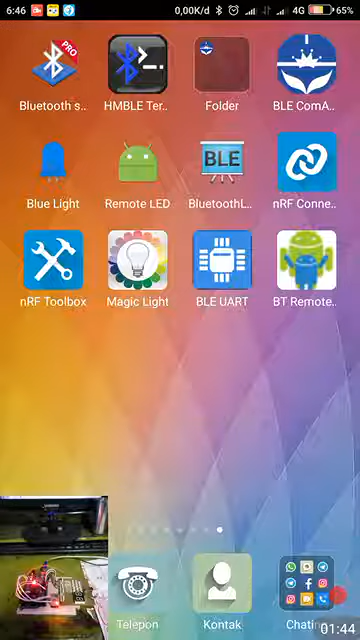 6:46 0,00K/d 4G 65%
PRO
Bluetooth s.. HMBLE Ter.. Folder BLE ComA..
BLE
Blue Light Remote LED BluetoothL.. nRF Conne..
nRF Toolbox Magic Light BLE UART BT Remote..
Telepon Kontak Chatin
01:44